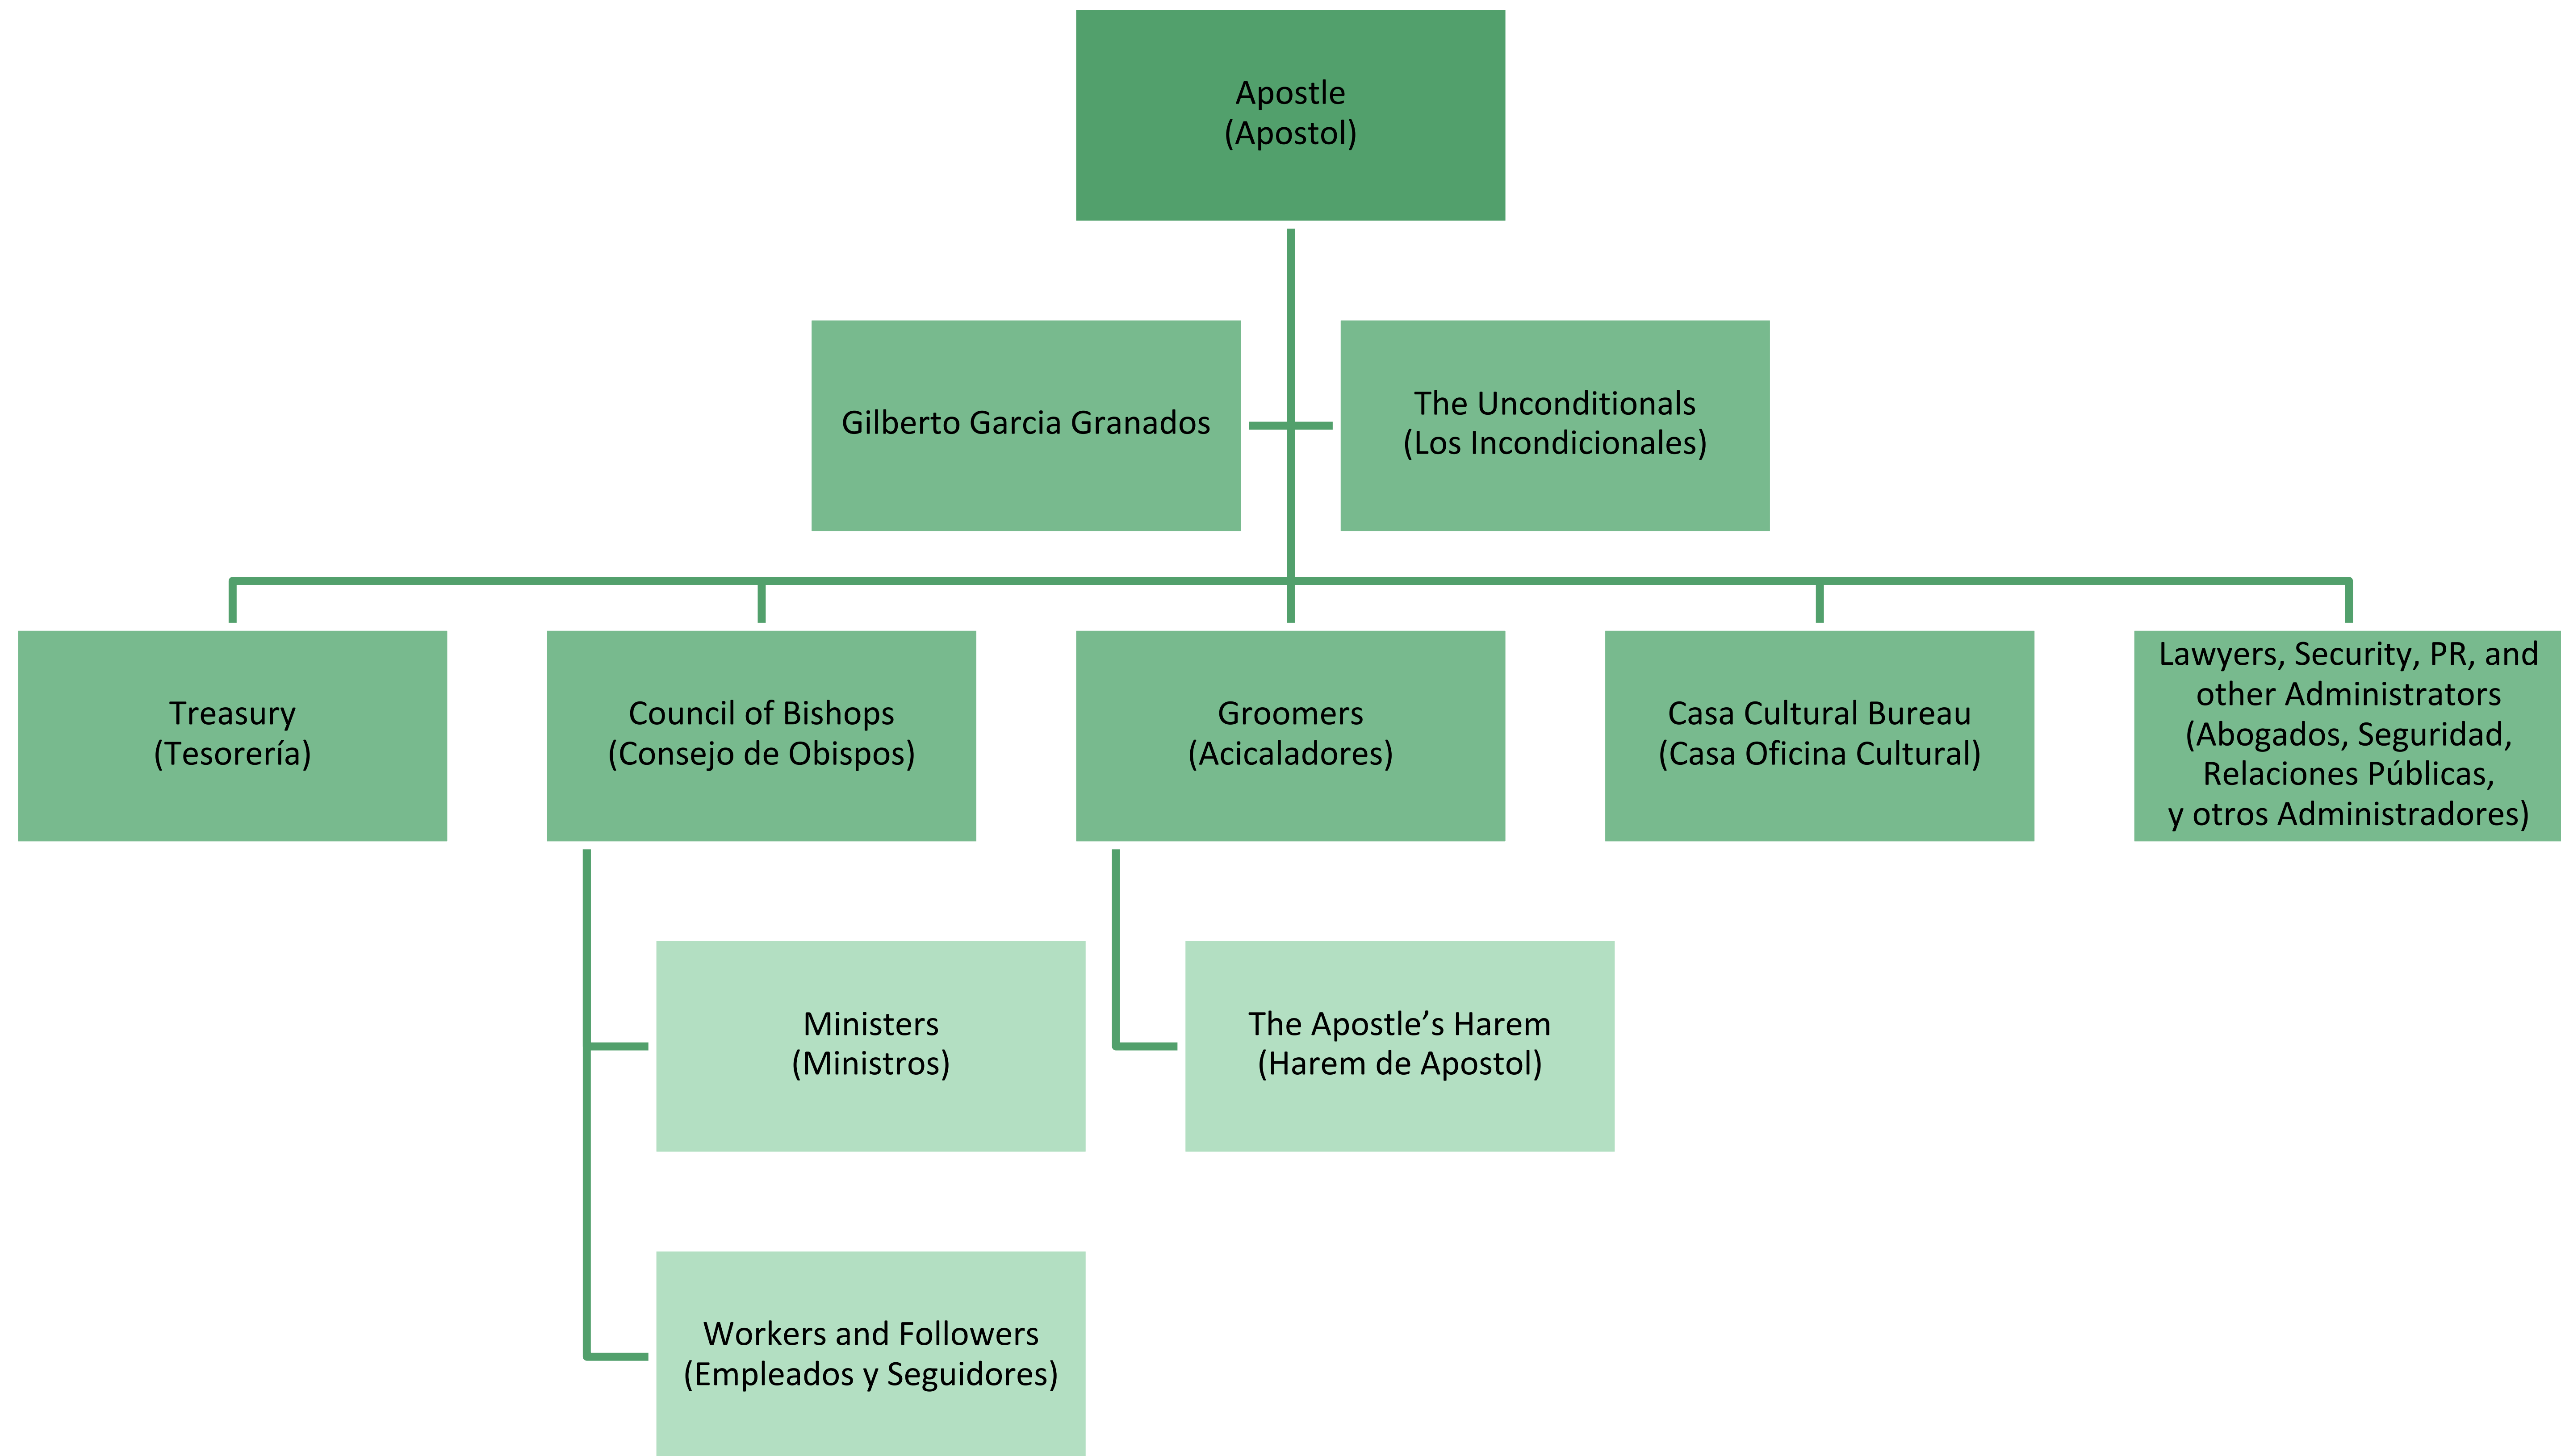 Apostle
(Apostol)
Gilberto Garcia Granados
The Unconditionals
(Los Incondicionales)
Treasury
(Tesorería)
Council of Bishops
(Consejo de Obispos)
Groomers
(Acicaladores)
Casa Cultural Bureau
(Casa Oficina Cultural)
Lawyers, Security, PR, and
other Administrators
(Abogados, Seguridad,
Relaciones Públicas,
y otros Administradores)
Ministers
(Ministros)
The Apostle’s Harem
(Harem de Apostol)
Workers and Followers
(Empleados y Seguidores)